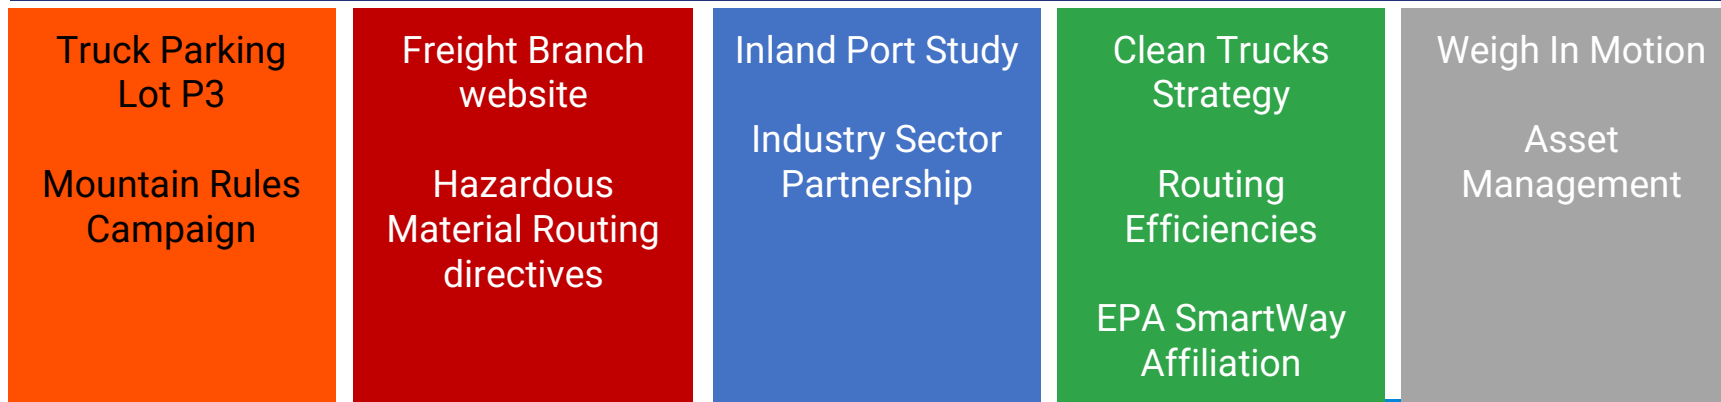 Truck Parking
Lot P3
Mountain Rules
Campaign
Freight Branch
website
Hazardous
Material Routing
directives
Inland Port Study
Industry Sector
Partnership
Clean Trucks
Strategy
Routing
Efficiencies
EPA SmartWay
Affiliation
Weigh In Motion
Asset
Management